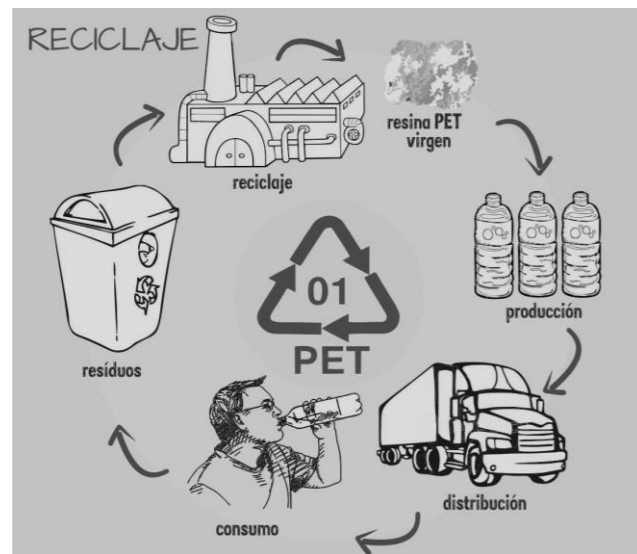 RECICLAJE
reciclaje
resina PET
virgen
producción
distribución
consumo
resíduos
01
PET